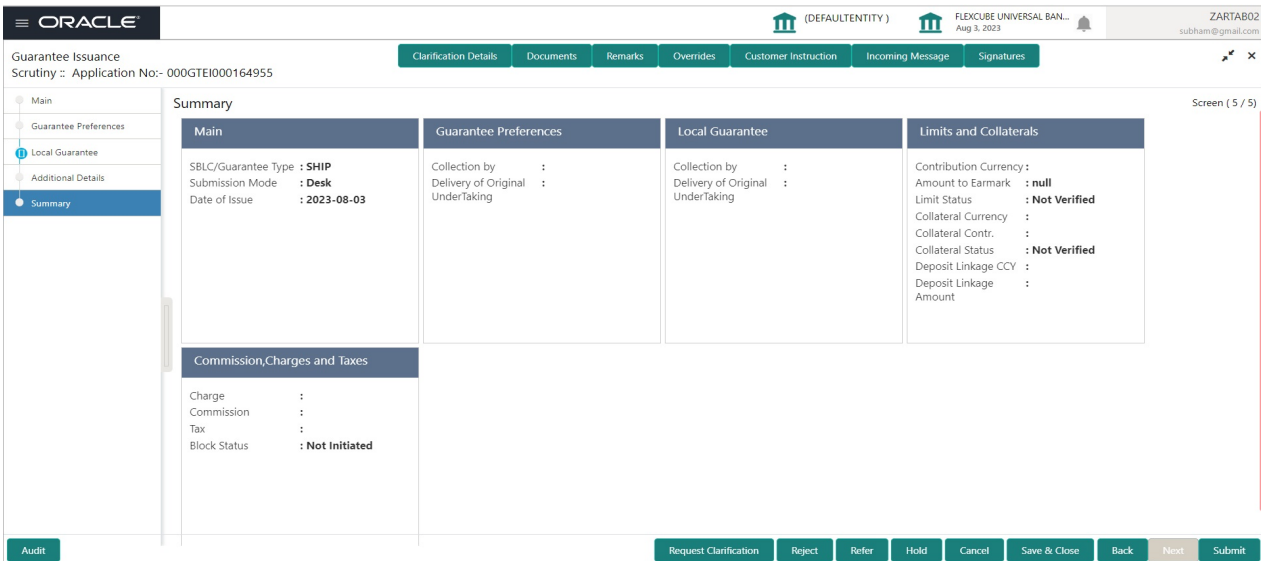 ORACLE
(DEFAULTENTITY )
FLEXCUBE UNIVERSAL BAN...
Aug 3, 2023
ZARTAB02
subham@gmail.com
Guarantee Issuance
Scrutiny :: Application No:- 000GTEI000164955
Clarification Details
Documents
Remarks
Overrides
Customer Instruction
Incoming Message
Signatures
Main
Guarantee Preferences
Local Guarantee
Additional Details
Summary
Summary
Screen ( 5 / 5)
Main
SBLC/Guarantee Type : SHIP
Submission Mode : Desk
Date of Issue : 2023-08-03
Guarantee Preferences
Collection by :
Delivery of Original :
UnderTaking
Local Guarantee
Collection by :
Delivery of Original :
UnderTaking
Limits and Collaterals
Contribution Currency :
Amount to Earmark : null
Limit Status : Not Verified
Collateral Currency :
Collateral Contr. :
Collateral Status : Not Verified
Deposit Linkage CCY :
Deposit Linkage :
Amount
Commission,Charges and Taxes
Charge :
Commission :
Tax :
Block Status : Not Initiated
Audit
Request Clarification
Reject
Refer
Hold
Cancel
Save & Close
Back
Next
Submit